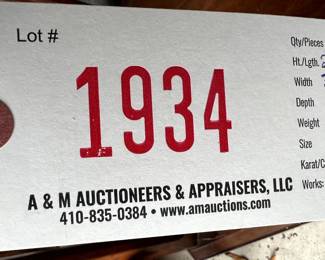 Lot #
1934
A & M AUCTIONEERS & APPRAISERS, LLC
410-835-0384 • www.amauctions.com
Qty/Pieces
Ht./Lgth.
Width
Depth
Weight
Size
Karat/C
Works: